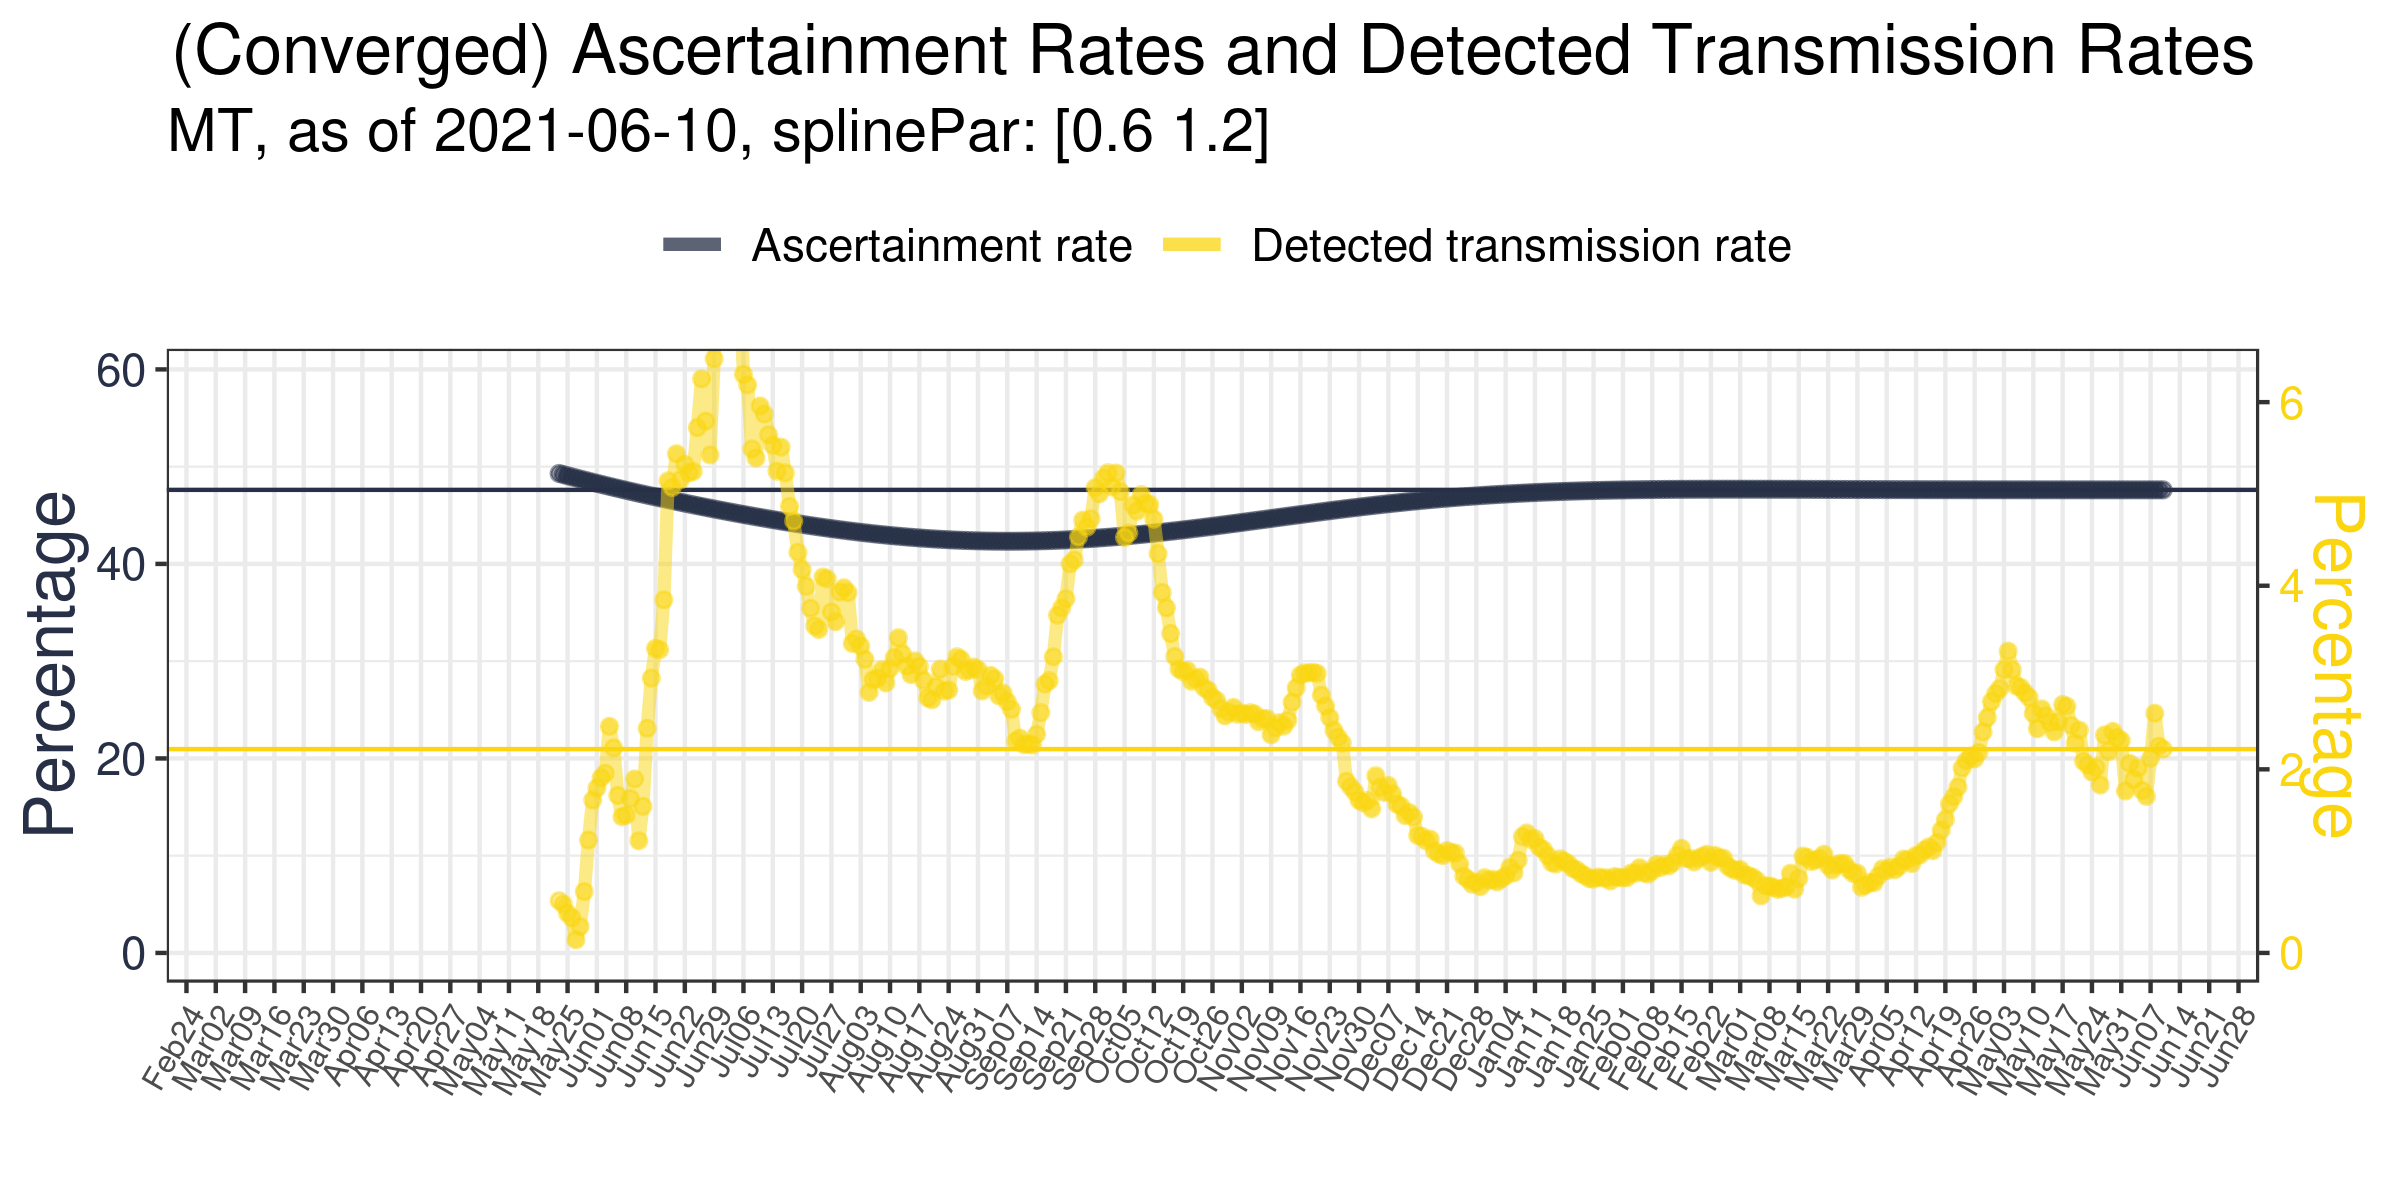 (Converged) Ascertainment Rates and Detected Transmission Rates
MT, as of 2021-06-10, splinePar: [0.6 1.2]
Ascertainment rate Detected transmission rate
Percentage
60
40
20
0
6
4
2
0
Percentage
Feb24 Mar02 Mar09 Mar16 Mar23 Mar30 Apr06 Apr13 Apr20 Apr27 May04 May11 May18 May25 Jun01 Jun08 Jun15 Jun22 Jun29 Jul06 Jul13 Jul20 Jul27 Aug03 Aug10 Aug17 Aug24 Aug31 Sep07 Sep14 Sep21 Sep28 Oct05 Oct12 Oct19 Oct26 Nov02 Nov09 Nov16 Nov23 Nov30 Dec07 Dec14 Dec21 Dec28 Jan04 Jan11 Jan18 Jan25 Feb01 Feb08 Feb15 Feb22 Mar01 Mar08 Mar15 Mar22 Mar29 Apr05 Apr12 Apr19 Apr26 May03 May10 May17 May24 May31 Jun07 Jun14 Jun21 Jun28